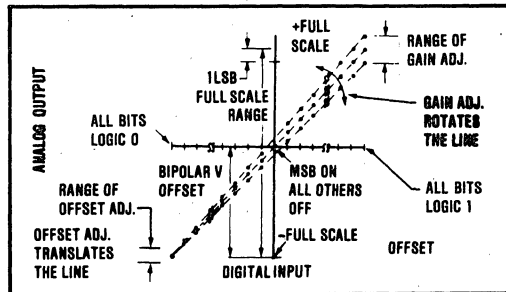 +FULL
SCALE
RANGE OF
GAIN ADJ.
1LSB
FULL SCALE
RANGE
GAIN ADJ.
ROTATES
THE LINE
ANALOG OUTPUT
ALL BITS
LOGIC 0
BIPOLAR V
OFFSET
MSB ON
ALL OTHERS
OFF
ALL BITS
LOGIC 1
RANGE OF
OFFSET ADJ.
OFFSET ADJ.
TRANSLATES
THE LINE
-FULL SCALE
OFFSET
DIGITAL INPUT